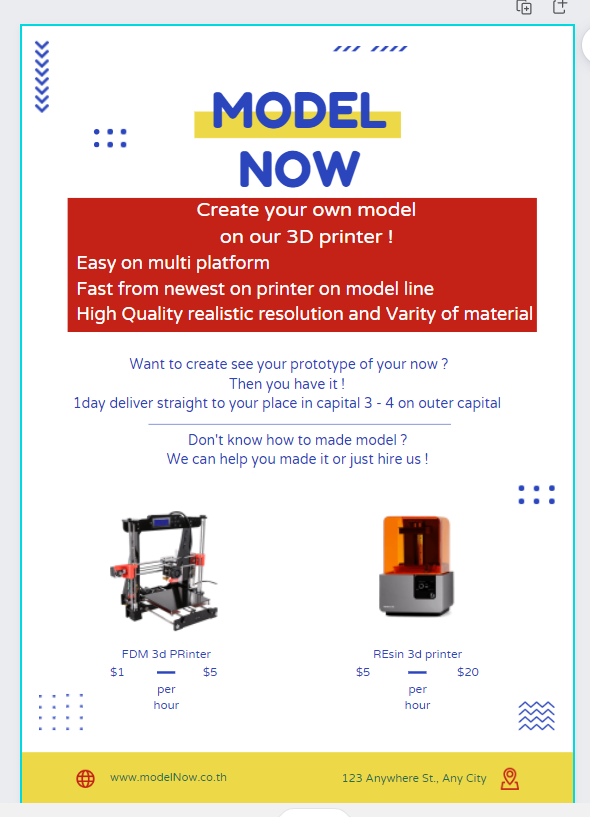 MODEL
NOW
Create your own model
on our 3D printer !
Easy on multi platform
Fast from newest on printer on model line
High Quality realistic resolution and Varity of material
Want to create see your prototype of your now ?
Then you have it !
1day deliver straight to your place in capital 3 - 4 on outer capital
Don't know how to made model ?
We can help you made it or just hire us !
FDM 3d PRinter
$1 — $5
per
hour
REsin 3d printer
$5 — $20
per
hour
www.modelNow.co.th
123 Anywhere St., Any City